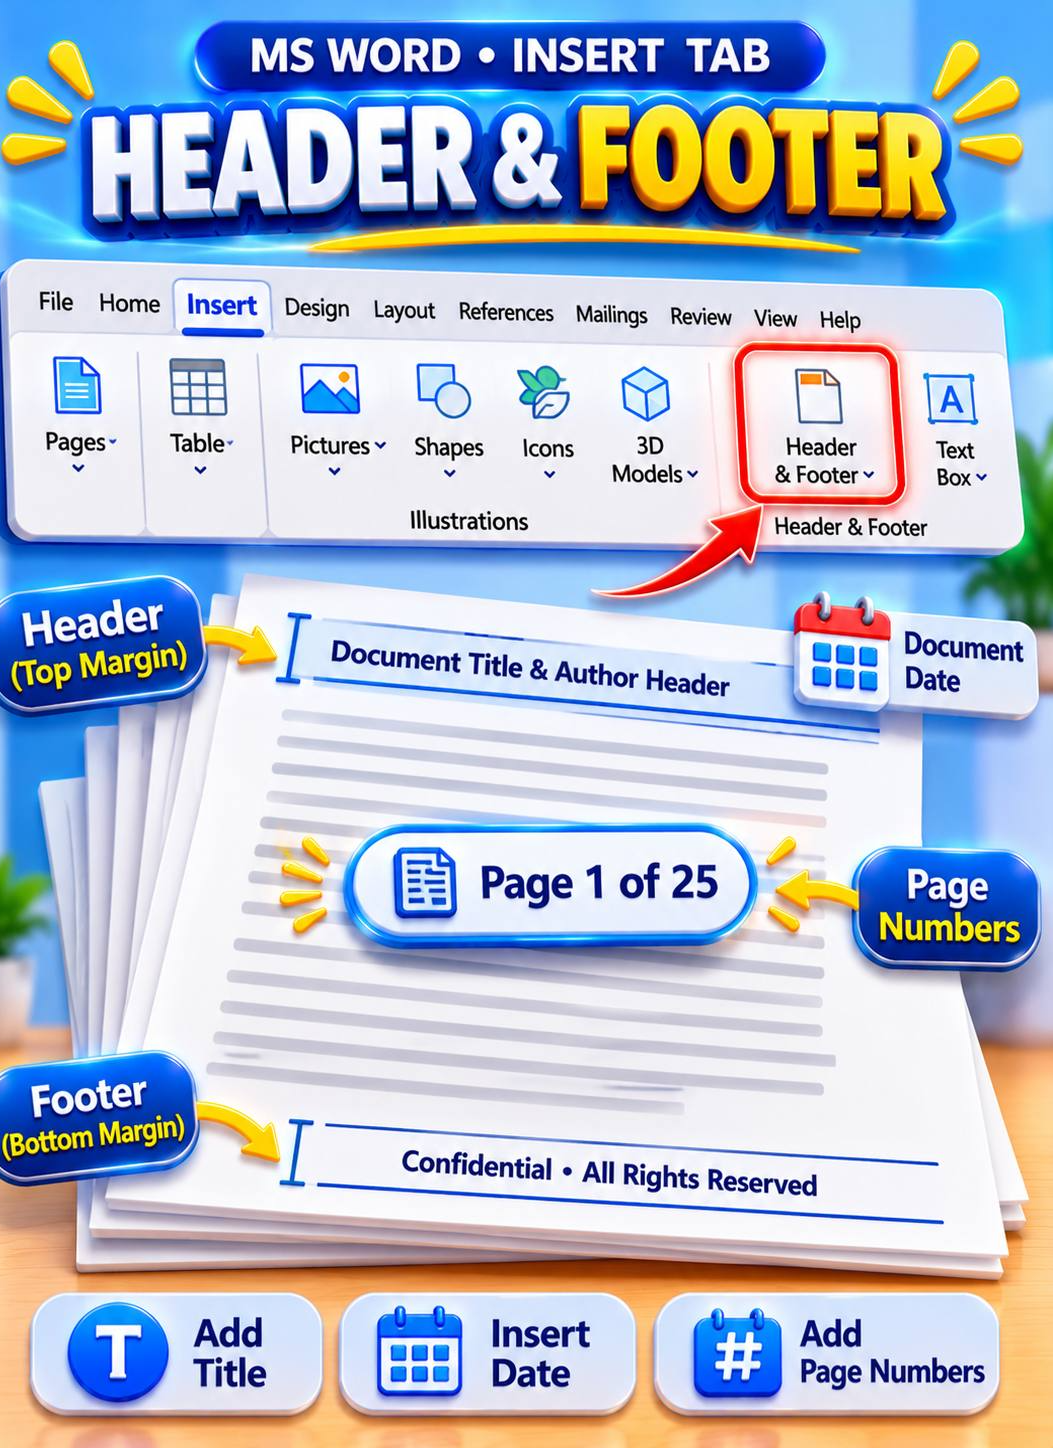 MS WORD • INSERT TAB
HEADER & FOOTER
File Home Insert Design Layout References Mailings Review View Help
Pages
Table
Pictures
Shapes
Icons
3D
Models
Header
& Footer
A
Text
Box
Illustrations
Header & Footer
Header
(Top Margin)
Document Title & Author Header
Document
Date
Page 1 of 25
Page
Numbers
Footer
(Bottom Margin)
Confidential • All Rights Reserved
T
Add
Title
Insert
Date
#
Add
Page Numbers